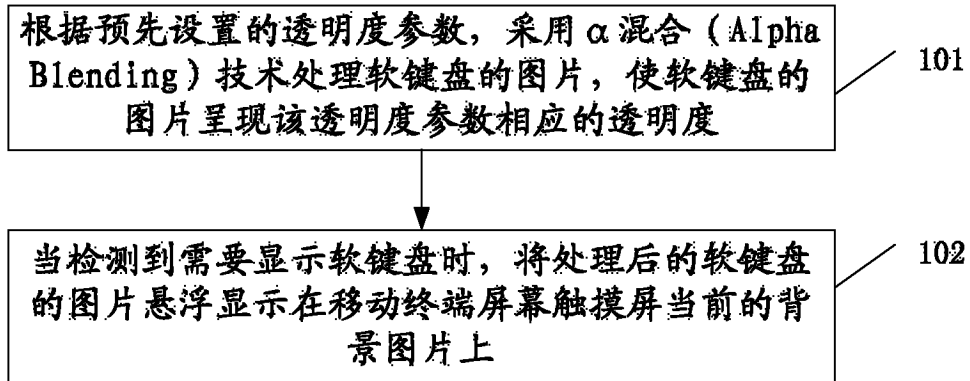 根据预先设置的透明度参数，采用α混合（Alpha
Blending）技术处理软键盘的图片，使软键盘的
图片呈现该透明度参数相应的透明度
101
当检测到需要显示软键盘时，将处理后的软键盘
的图片悬浮显示在移动终端屏幕触摸屏当前的背
景图片上
102